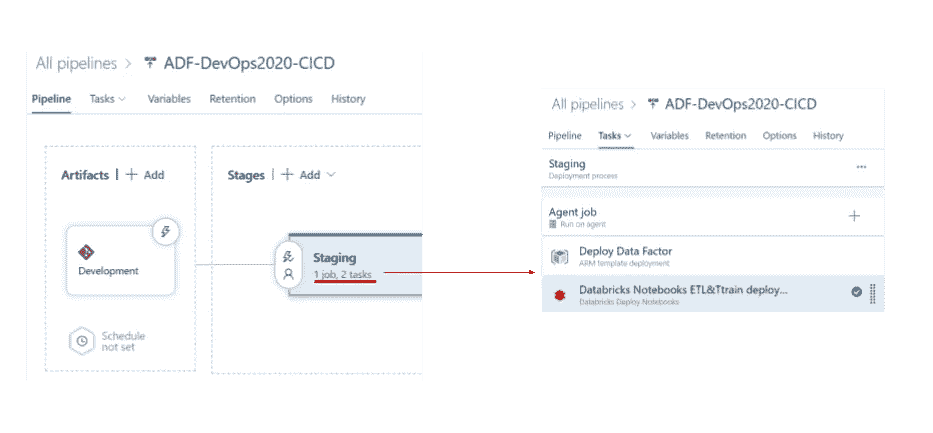 All pipelines > ADF-DevOps2020-CICD
Pipeline Tasks Variables Retention Options History
Artifacts | + Add
Stages | + Add
Development
Schedule
not set
Staging
1 job, 2 tasks
All pipelines > ADF-DevOps2020-CICD
Pipeline Tasks Variables Retention Options History
Staging
Deployment process
...
Agent job
Run on agent
Deploy Data Factor
ARM template deployment
Databricks Notebooks ETL&Ttrain deploy...
Databricks Deploy Notebooks